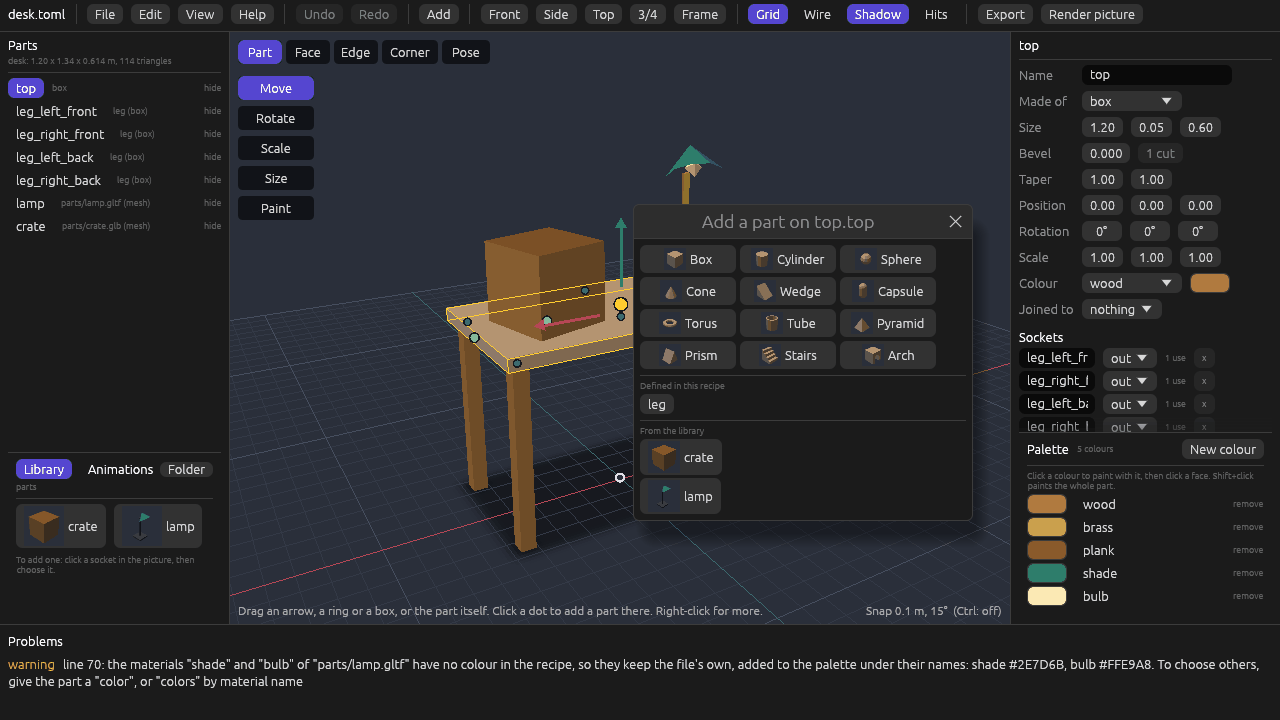 desk.toml File Edit View Help Undo Redo Add Front Side Top 3/4 Frame Grid Wire Shadow Hits Export Render picture
Parts
desk: 1.20 x 1.34 x 0.614 m, 114 triangles
top box hide
leg_left_front leg (box) hide
leg_right_front leg (box) hide
leg_left_back leg (box) hide
leg_right_back leg (box) hide
lamp parts/lamp.gltf (mesh) hide
crate parts/crate.glb (mesh) hide
Library Animations Folder
parts
crate lamp
To add one: click a socket in the picture, then
choose it.
Part Face Edge Corner Pose
Move
Rotate
Scale
Size
Paint
Add a part on top.top
Box Cylinder Sphere
Cone Wedge Capsule
Torus Tube Pyramid
Prism Stairs Arch
Defined in this recipe
leg
From the library
crate
lamp
Drag an arrow, a ring or a box, or the part itself. Click a dot to add a part there. Right-click for more. Snap 0.1 m, 15° (Ctrl: off)
top
Name top
Made of box
Size 1.20 0.05 0.60
Bevel 0.000 1 cut
Taper 1.00 1.00
Position 0.00 0.00 0.00
Rotation 0° 0° 0°
Scale 1.00 1.00 1.00
Colour wood
Joined to nothing
Sockets
leg_left_fr out 1 use x
leg_right_f out 1 use x
leg_left_ba out 1 use x
leg_right_l out 1 use x
Palette 5 colours New colour
Click a colour to paint with it, then click a face. Shift+click
paints the whole part.
wood remove
brass remove
plank remove
shade remove
bulb remove
Problems
warning line 70: the materials "shade" and "bulb" of "parts/lamp.gltf" have no colour in the recipe, so they keep the file's own, added to the palette under their names: shade #2E7D6B, bulb #FFE9A8. To choose others,
give the part a "color", or "colors" by material name